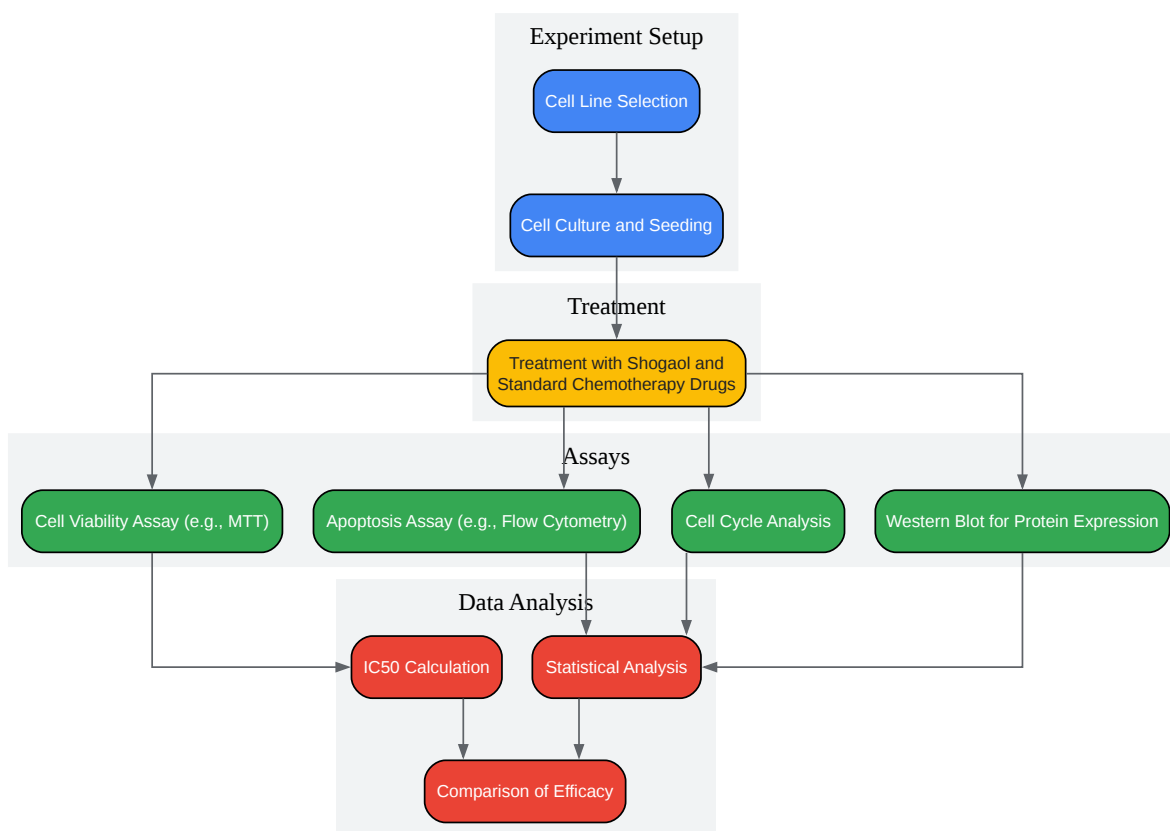 Experiment Setup
Cell Line Selection
Cell Culture and Seeding
Treatment
Treatment with Shogaol and
Standard Chemotherapy Drugs
Assays
Cell Viability Assay (e.g., MTT)
Apoptosis Assay (e.g., Flow Cytometry)
Cell Cycle Analysis
Western Blot for Protein Expression
Data Analysis
IC50 Calculation
Statistical Analysis
Comparison of Efficacy